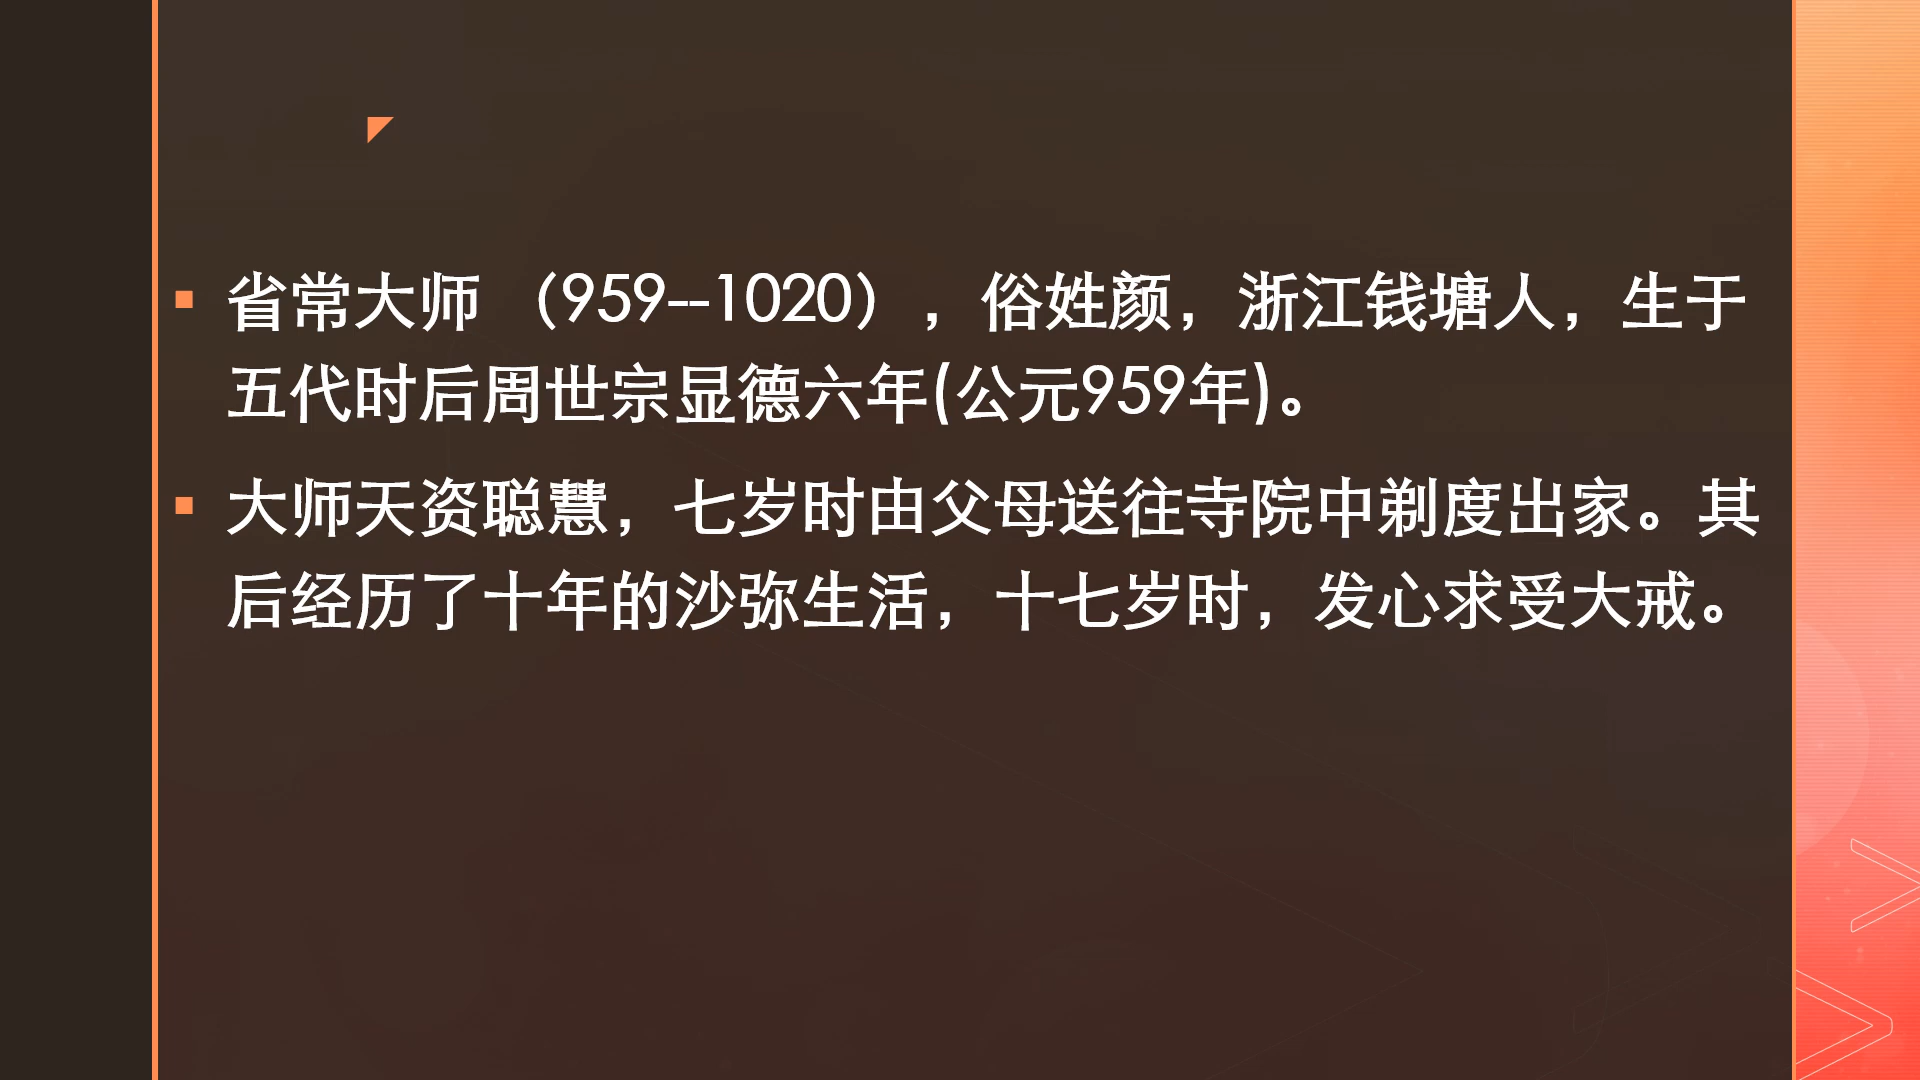 省常大师 （959--1020），俗姓颜，浙江钱塘人，生于
五代时后周世宗显德六年(公元959年)。
大师天资聪慧，七岁时由父母送往寺院中剃度出家。其
后经历了十年的沙弥生活，十七岁时，发心求受大戒。